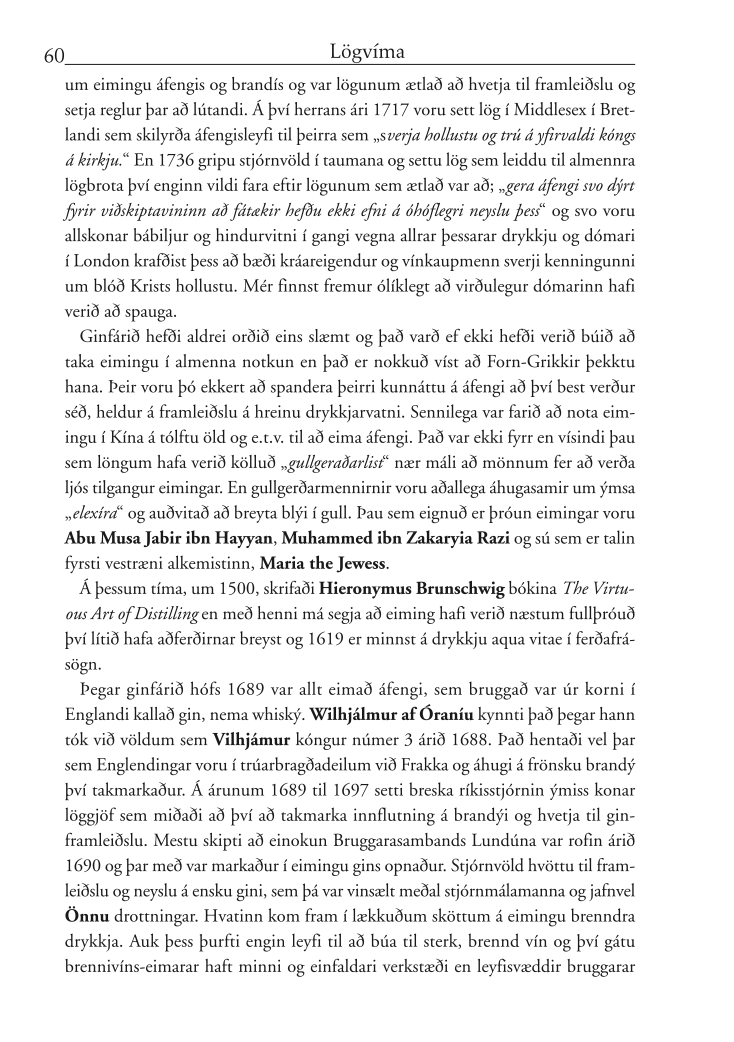 60
Lögvíma
um eimingu áfengis og brandís og var lögunum ætlað að hvetja til framleiðslu og
setja reglur þar að lútandi. Á því herrans ári 1717 voru sett lög í Middlesex í Bret-
landi sem skilyrða áfengisleyfi til þeirra sem „sverja hollustu og trú á yfirvaldi kóngs
á kirkju.“ En 1736 gripu stjórnvöld í taumana og settu lög sem leiddu til almennra
lögbrota því enginn vildi fara eftir lögunum sem ætlað var að; „gera áfengi svo dýrt
fyrir viðskiptavininn að fátækir hefðu ekki efni á óhóflegri neyslu þess“ og svo voru
allskonar bábiljur og hindurvitni í gangi vegna allrar þessarar drykkju og dómari
í London krafðist þess að bæði kráareigendur og vínkaupmenn sverji kenningunni
um blóð Krists hollustu. Mér finnst fremur ólíklegt að virðulegur dómarinn hafi
verið að spauga.
Ginfárið hefði aldrei orðið eins slæmt og það varð ef ekki hefði verið búið að
taka eimingu í almenna notkun en það er nokkuð víst að Forn-Grikkir þekktu
hana. Þeir voru þó ekkert að spandera þeirri kunnáttu á áfengi að því best verður
séð, heldur á framleiðslu á hreinu drykkjarvatni. Sennilega var farið að nota eim-
ingu í Kína á tólftu öld og e.t.v. til að eima áfengi. Það var ekki fyrr en vísindi þau
sem löngum hafa verið kölluð „gullgeraðarlist“ nær máli að mönnum fer að verða
ljós tilgangur eimingar. En gullgerðarmennirnir voru aðallega áhugasamir um ýmsa
„elexíra“ og auðvitað að breyta blýi í gull. Þau sem eignuð er þróun eimingar voru
Abu Musa Jabir ibn Hayyan, Muhammed ibn Zakaryia Razi og sú sem er talin
fyrsti vestræni alkemistinn, Maria the Jewess.
Á þessum tíma, um 1500, skrifaði Hieronymus Brunschwig bókina The Virtu-
ous Art of Distilling en með henni má segja að eiming hafi verið næstum fullþróuð
því lítið hafa aðferðirnar breyst og 1619 er minnst á drykkju aqua vitae í ferðafrá-
sögn.
Þegar ginfárið hófs 1689 var allt eimað áfengi, sem bruggað var úr korni í
Englandi kallað gin, nema whiský. Wilhjálmur af Óraníu kynnti það þegar hann
tók við völdum sem Vilhjámur kóngur númer 3 árið 1688. Það hentaði vel þar
sem Englendingar voru í trúarbragðadeilum við Frakka og áhugi á frönsku brandý
því takmarkaður. Á árunum 1689 til 1697 setti breska ríkisstjórnin ýmiss konar
löggjöf sem miðaði að því að takmarka innflutning á brandýi og hvetja til gin-
framleiðslu. Mestu skipti að einokun Bruggarasambands Lundúna var rofin árið
1690 og þar með var markaður í eimingu gins opnaður. Stjórnvöld hvöttu til fram-
leiðslu og neyslu á ensku gini, sem þá var vinsælt meðal stjórnmálamanna og jafnvel
Önnu drottningar. Hvatinn kom fram í lækkuðum sköttum á eimingu brenndra
drykkja. Auk þess þurfti engin leyfi til að búa til sterk, brennd vín og því gátu
brennivíns-eimarar haft minni og einfaldari verkstæði en leyfisvæddir bruggarar